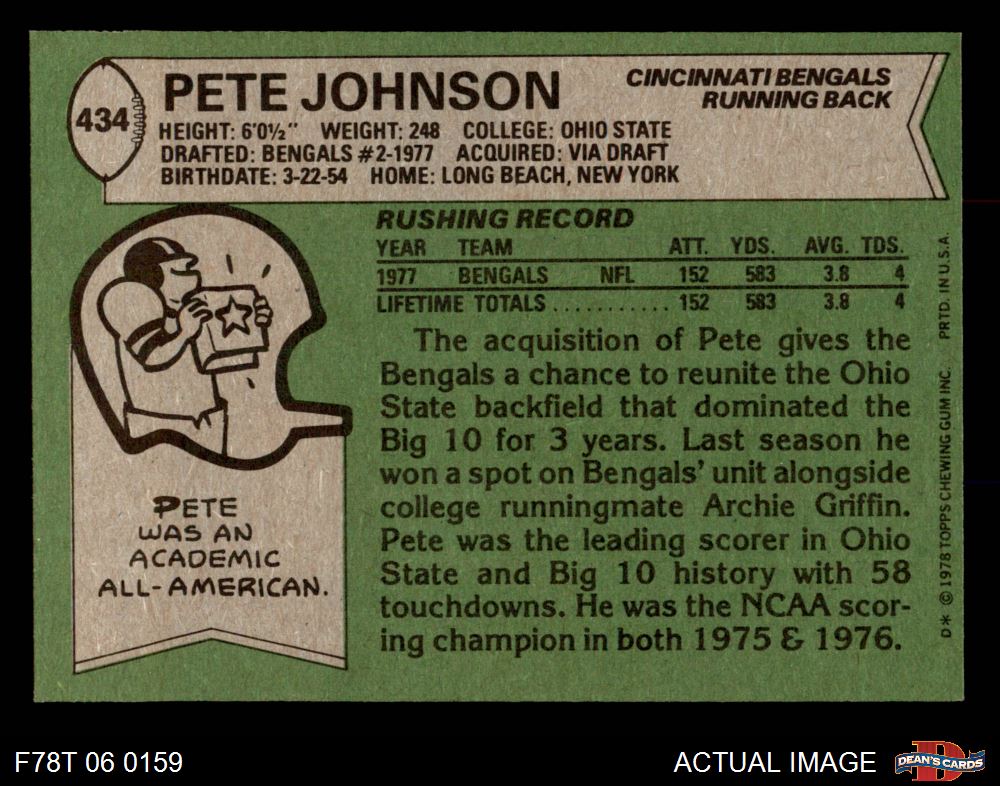 434
PETE JOHNSON
CINCINNATI BENGALS
RUNNING BACK
HEIGHT: 6'0½" WEIGHT: 248 COLLEGE: OHIO STATE
DRAFTED: BENGALS #2-1977 ACQUIRED: VIA DRAFT
BIRTHDATE: 3-22-54 HOME: LONG BEACH, NEW YORK
RUSHING RECORD
YEAR TEAM ATT. YDS. AVG. TDS.
1977 BENGALS NFL 152 583 3.8 4
LIFETIME TOTALS ........... 152 583 3.8 4
The acquisition of Pete gives the
Bengals a chance to reunite the Ohio
State backfield that dominated the
Big 10 for 3 years. Last season he
won a spot on Bengals' unit alongside
college runningmate Archie Griffin.
Pete was the leading scorer in Ohio
State and Big 10 history with 58
touchdowns. He was the NCAA scor-
ing champion in both 1975 & 1976.
PETE
WAS AN
ACADEMIC
ALL-AMERICAN.
D* © 1978 TOPPS CHEWING GUM INC. PRTD. IN U.S.A.
F78T 06 0159
ACTUAL IMAGE
D
DEAN'S CARDS